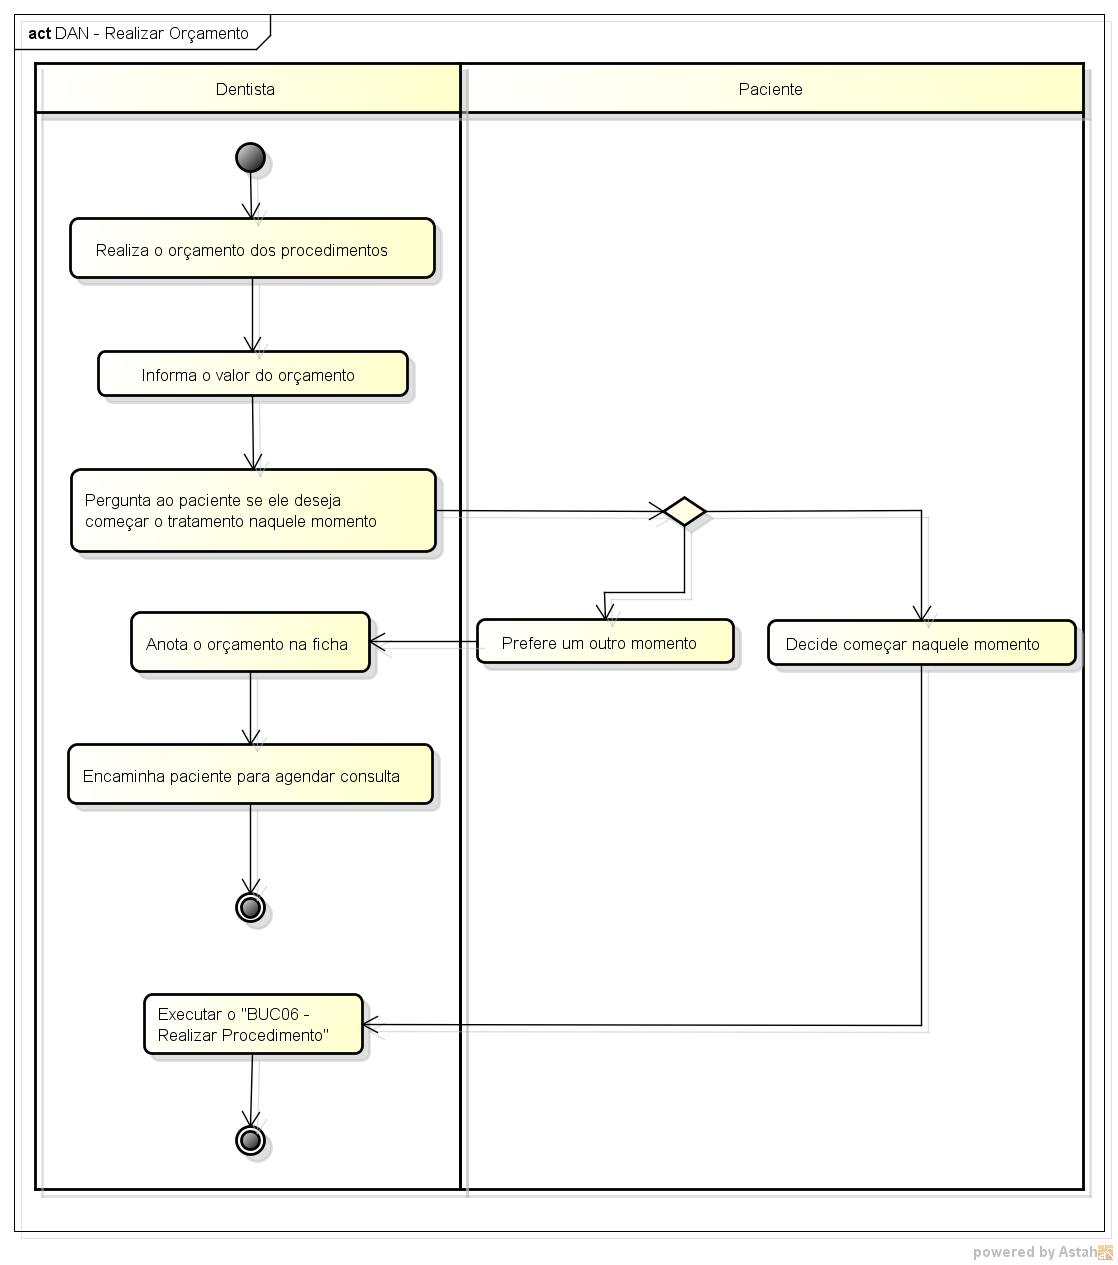 act DAN - Realizar Orçamento
Dentista
Paciente
Realiza o orçamento dos procedimentos
Informa o valor do orçamento
Pergunta ao paciente se ele deseja
começar o tratamento naquele momento
Anota o orçamento na ficha
Prefere um outro momento
Decide começar naquele momento
Encaminha paciente para agendar consulta
Executar o "BUC06 -
Realizar Procedimento"
powered by Astah